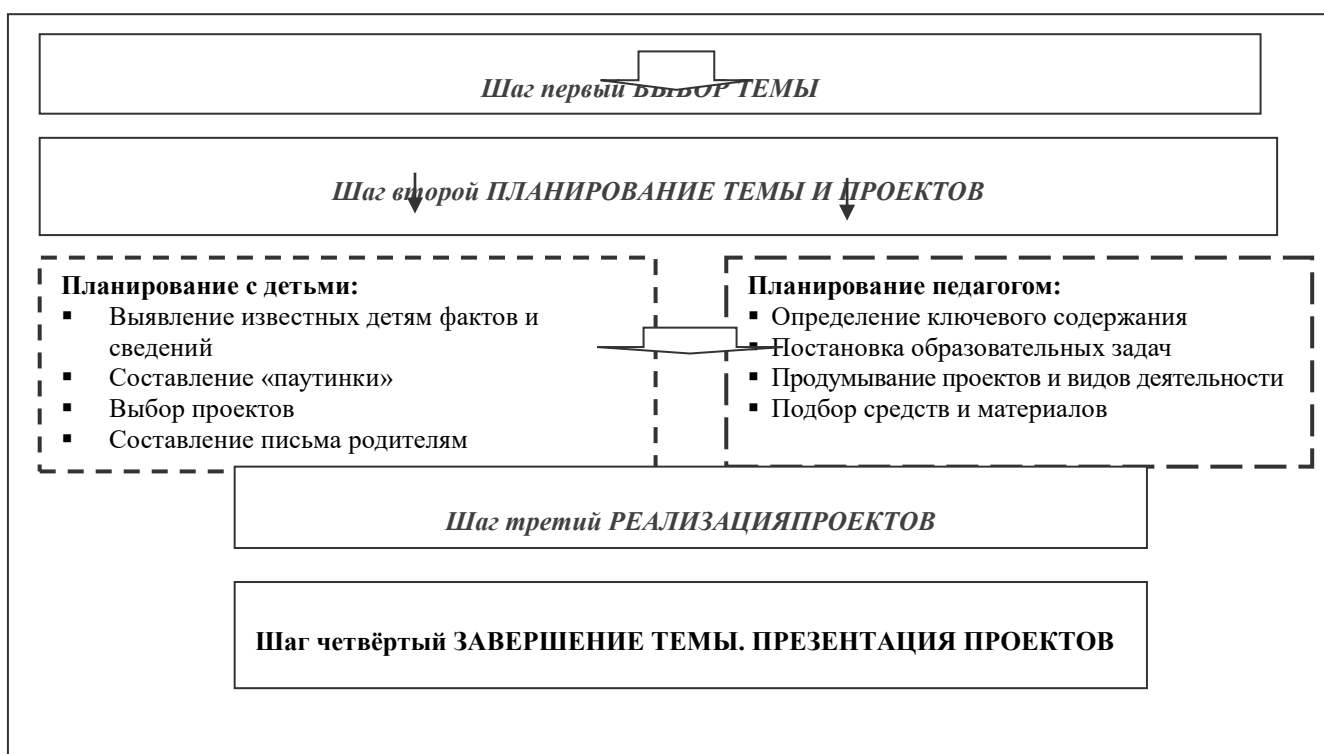 Шаг первый ВЫБОР ТЕМЫ
Шаг второй ПЛАНИРОВАНИЕ ТЕМЫ И ПРОЕКТОВ
Планирование с детьми:
▪ Выявление известных детям фактов и
сведений
▪ Составление «паутинки»
▪ Выбор проектов
▪ Составление письма родителям
Планирование педагогом:
▪ Определение ключевого содержания
▪ Постановка образовательных задач
▪ Продумывание проектов и видов деятельности
▪ Подбор средств и материалов
Шаг третий РЕАЛИЗАЦИЯПРОЕКТОВ
Шаг четвёртый ЗАВЕРШЕНИЕ ТЕМЫ. ПРЕЗЕНТАЦИЯ ПРОЕКТОВ